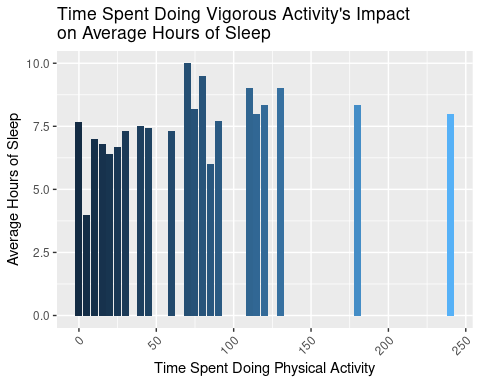 Time Spent Doing Vigorous Activity's Impact
on Average Hours of Sleep
Average Hours of Sleep
10.0
7.5
5.0
2.5
0.0
0
50
100
150
200
250
Time Spent Doing Physical Activity